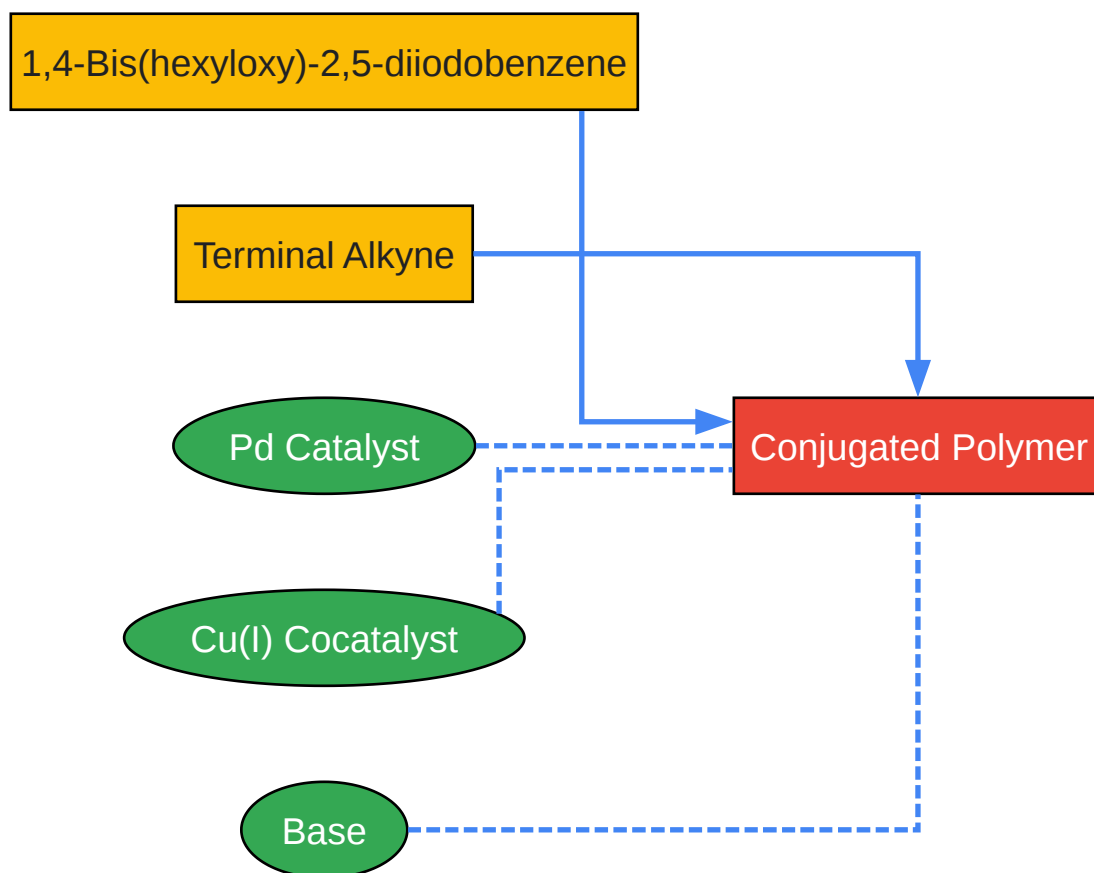 1,4-Bis(hexyloxy)-2,5-diiodobenzene
Terminal Alkyne
Pd Catalyst
Conjugated Polymer
Cu(I) Cocatalyst
Base